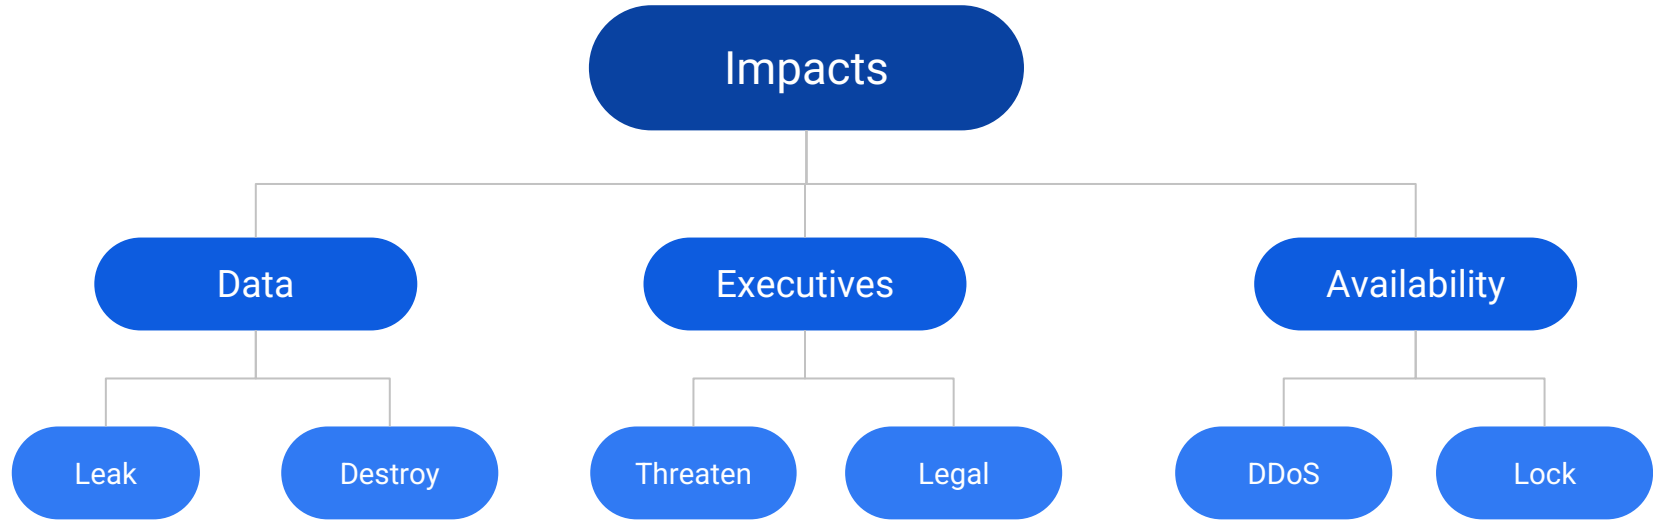 Impacts
Data
Executives
Availability
Leak
Destroy
Threaten
Legal
DDoS
Lock